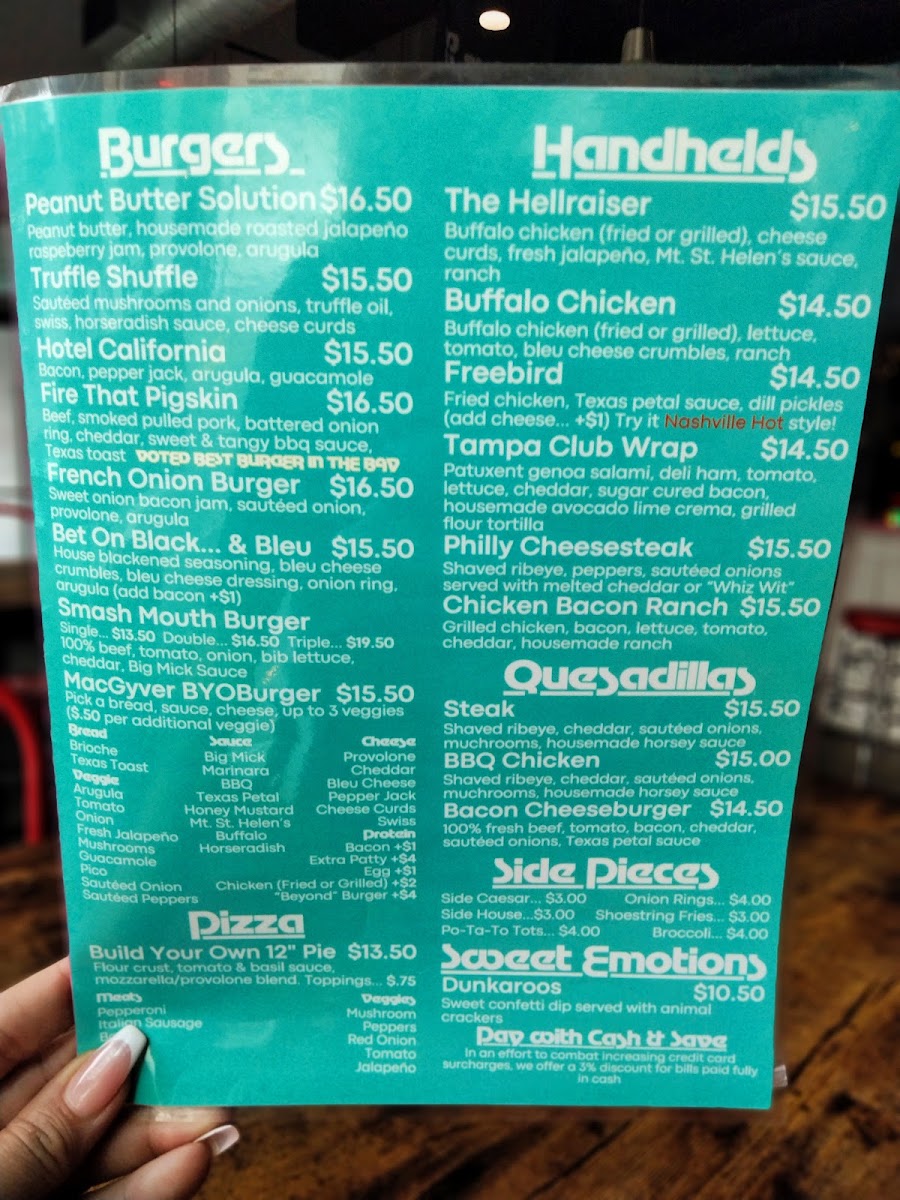 Burgers
Peanut Butter Solution $16.50
Peanut butter, housemade roasted jalapeño
raspeberry jam, provolone, arugula
Truffle Shuffle $15.50
Sautéed mushrooms and onions, truffle oil,
swiss, horseradish sauce, cheese curds
Hotel California $15.50
Bacon, pepper jack, arugula, guacamole
Fire That Pigskin $16.50
Beef, smoked pulled pork, battered onion
ring, cheddar, sweet & tangy bbq sauce,
Texas toast VOTED BEST BURGER IN THE 890
French Onion Burger $16.50
Sweet onion bacon jam, sautéed onion,
provolone, arugula
Bet On Black... & Bleu $15.50
House blackened seasoning, bleu cheese
crumbles, bleu cheese dressing, onion ring,
arugula (add bacon +$1)
Smash Mouth Burger
Single... $13.50 Double... $16.50 Triple... $19.50
100% beef, tomato, onion, bib lettuce,
cheddar, Big Mick Sauce
MacGyver BYOBurger $15.50
Pick a bread, sauce, cheese, up to 3 veggies
($.50 per additional veggie)
Bread
Brioche
Texas Toast
Veggie
Arugula
Tomato
Onion
Fresh Jalapeño
Mushrooms
Guacamole
Pico
Sautéed Onion
Sautéed Peppers
Sauce
Big Mick
Marinara
BBQ
Texas Petal
Honey Mustard
Mt. St. Helen's
Buffalo
Horseradish
Cheese
Provolone
Cheddar
Bleu Cheese
Pepper Jack
Cheese Curds
Swiss
Protein
Bacon +$1
Extra Patty +$4
Egg +$1
Chicken (Fried or Grilled) +$2
"Beyond" Burger +$4
Pizza
Build Your Own 12" Pie $13.50
Flour crust, tomato & basil sauce,
mozzarella/provolone blend. Toppings... $.75
Meats
Pepperoni
Italian Sausage
Veggies
Mushroom
Peppers
Red Onion
Tomato
Jalapeño
Handhelds
The Hellraiser $15.50
Buffalo chicken (fried or grilled), cheese
curds, fresh jalapeño, Mt. St. Helen's sauce,
ranch
Buffalo Chicken $14.50
Buffalo chicken (fried or grilled), lettuce,
tomato, bleu cheese crumbles, ranch
Freebird $14.50
Fried chicken, Texas petal sauce, dill pickles
(add cheese... +$1) Try it Nashville Hot style!
Tampa Club Wrap $14.50
Patuxent genoa salami, deli ham, tomato,
lettuce, cheddar, sugar cured bacon,
housemade avocado lime crema, grilled
flour tortilla
Philly Cheesesteak $15.50
Shaved ribeye, peppers, sautéed onions
served with melted cheddar or "Whiz Wit"
Chicken Bacon Ranch $15.50
Grilled chicken, bacon, lettuce, tomato,
cheddar, housemade ranch
Quesadillas
Steak $15.50
Shaved ribeye, cheddar, sautéed onions,
muchrooms, housemade horsey sauce
BBQ Chicken $15.00
Shaved ribeye, cheddar, sautéed onions,
muchrooms, housemade horsey sauce
Bacon Cheeseburger $14.50
100% fresh beef, tomato, bacon, cheddar,
sautéed onions, Texas petal sauce
Side Pieces
Side Caesar... $3.00 Onion Rings... $4.00
Side House...$3.00 Shoestring Fries... $3.00
Po-Ta-To Tots... $4.00 Broccoli... $4.00
Sweet Emotions
Dunkaroos $10.50
Sweet confetti dip served with animal
crackers
Pay with Cash & Save
In an effort to combat increasing credit card
surcharges, we offer a 3% discount for bills paid fully
in cash